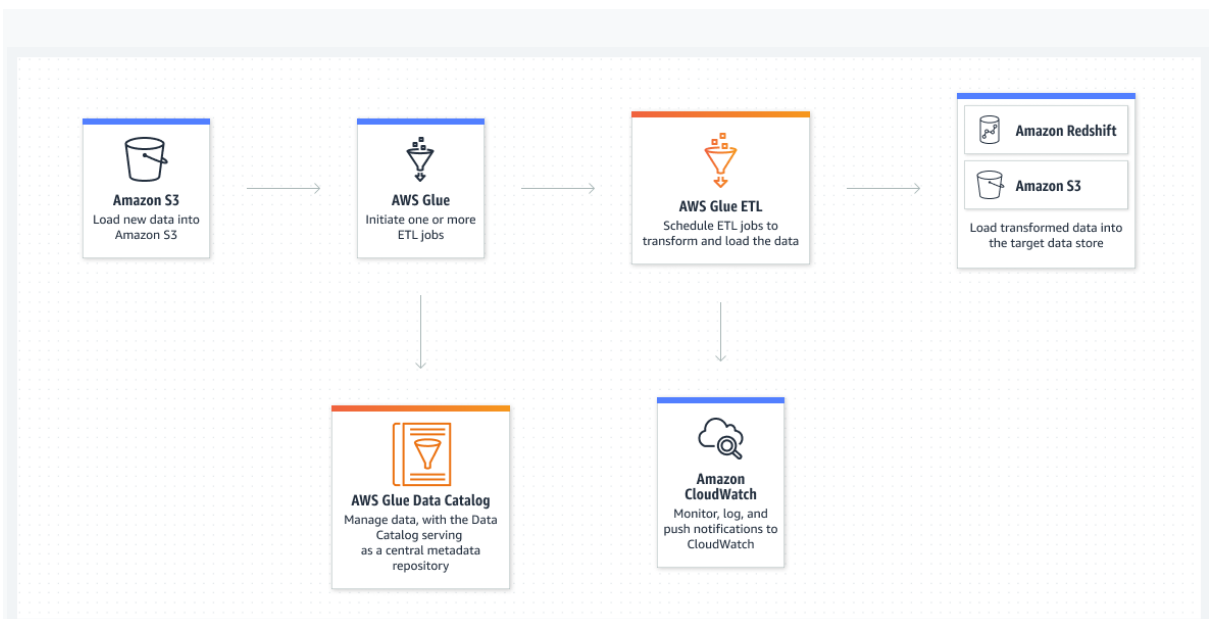 Amazon S3
Load new data into
Amazon S3
AWS Glue
Initiate one or more
ETL jobs
AWS Glue ETL
Schedule ETL jobs to
transform and load the data
Amazon Redshift
Amazon S3
Load transformed data into
the target data store
AWS Glue Data Catalog
Manage data, with the Data
Catalog serving
as a central metadata
repository
Amazon
CloudWatch
Monitor, log, and
push notifications to
CloudWatch